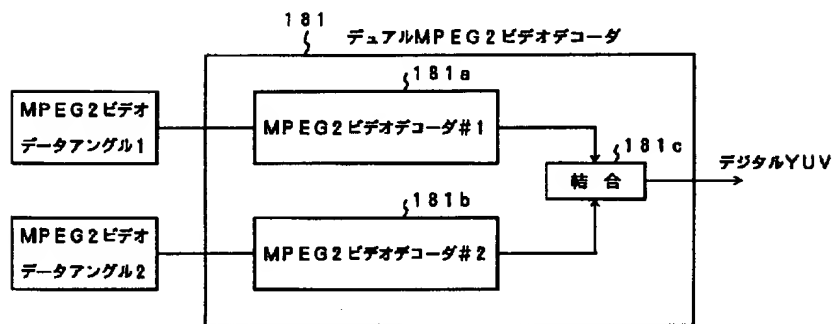 181
デュアルMPEG2ビデオデコーダ
181a
MPEG2ビデオ
データアングル1
MPEG2ビデオデコーダ#1
181c
結合
デジタルYUV
181b
MPEG2ビデオ
データアングル2
MPEG2ビデオデコーダ#2